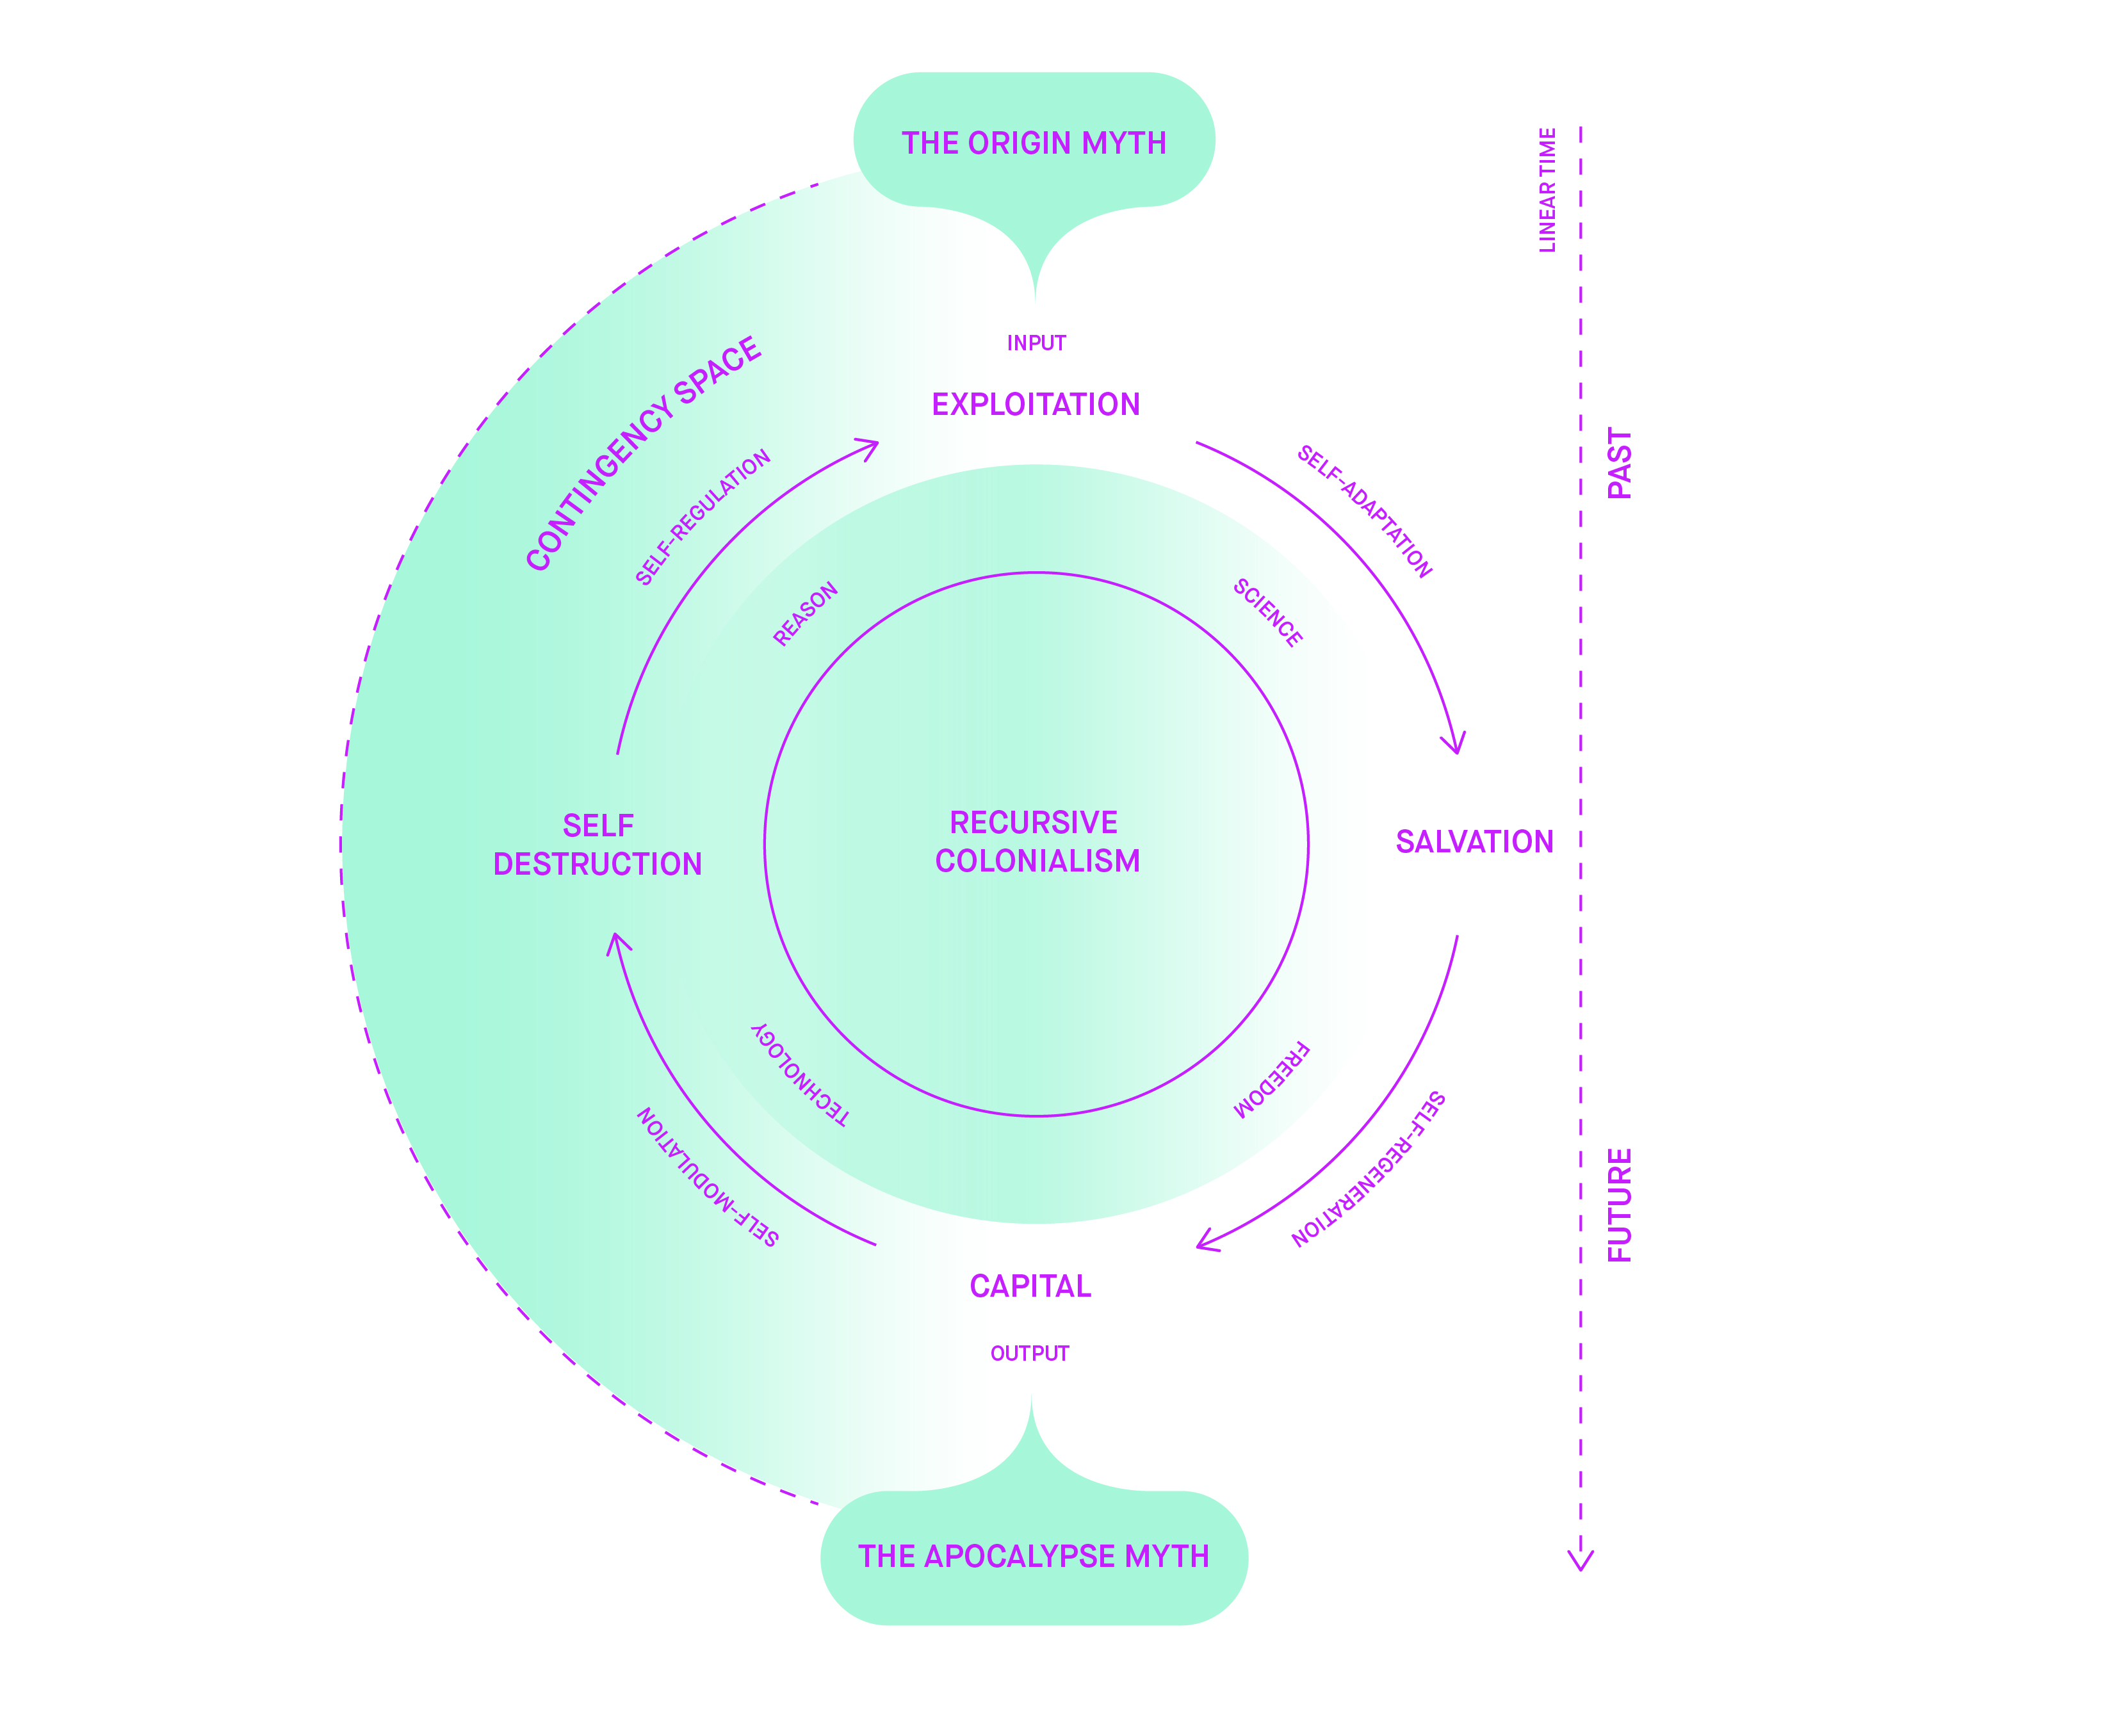 THE ORIGIN MYTH
LINEAR TIME
INPUT
EXPLOITATION
CONTINGENCY SPACE
SELF-REGULATION
SELF-ADAPTATION
PAST
REASON
SCIENCE
SELF
DESTRUCTION
RECURSIVE
COLONIALISM
SALVATION
TECHNOLOGY
FREEDOM
SELF-MODULATION
SELF-REGENERATION
FUTURE
CAPITAL
OUTPUT
THE APOCALYPSE MYTH